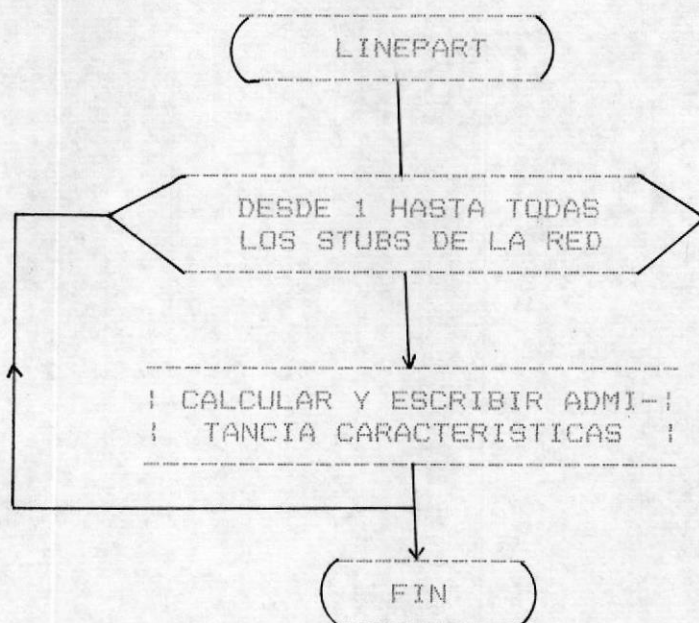 LINEPART
DESDE 1 HASTA TODAS
LOS STUBS DE LA RED
CALCULAR Y ESCRIBIR ADMI-
TANCIA CARACTERISTICAS
FIN